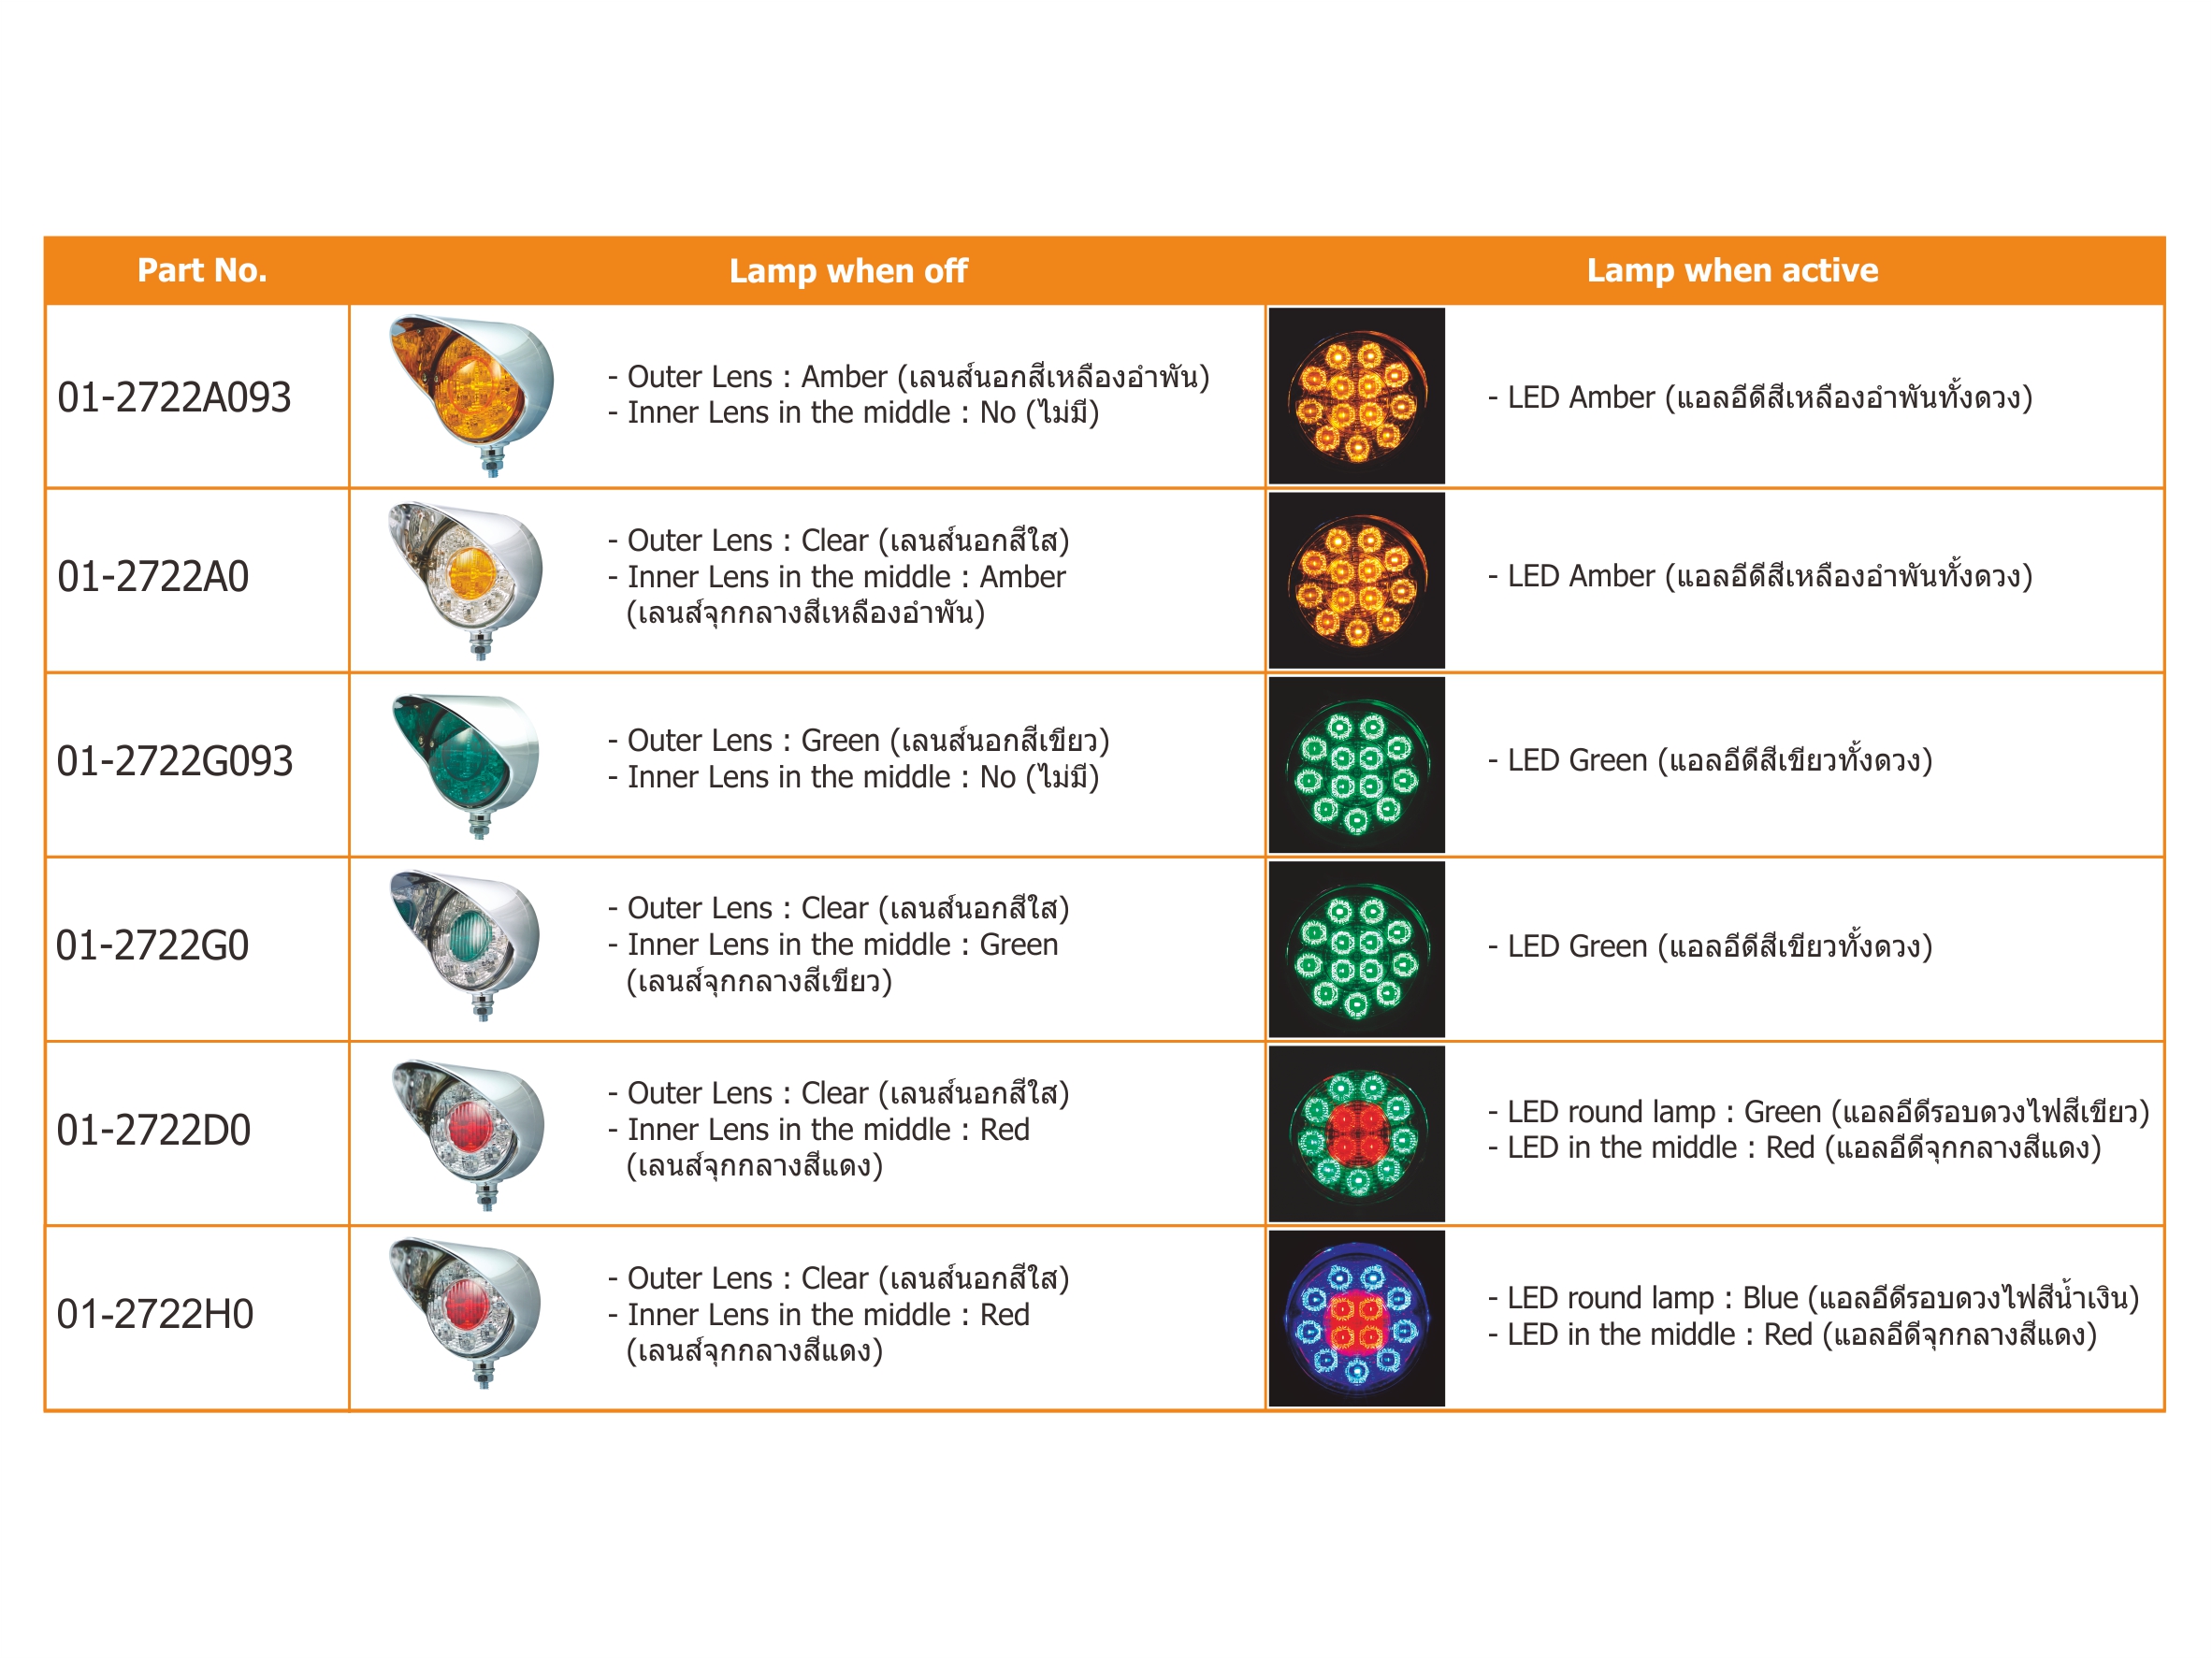 Part No. Lamp when off Lamp when active
01-2722A093
- Outer Lens : Amber (เลนส์นอกสีเหลืองอำพัน)
- Inner Lens in the middle : No (ไม่มี)
- LED Amber (แอลอีดีสีเหลืองอำพันทั้งดวง)
01-2722A0
- Outer Lens : Clear (เลนส์นอกสีใส)
- Inner Lens in the middle : Amber
(เลนส์จุกกลางสีเหลืองอำพัน)
- LED Amber (แอลอีดีสีเหลืองอำพันทั้งดวง)
01-2722G093
- Outer Lens : Green (เลนส์นอกสีเขียว)
- Inner Lens in the middle : No (ไม่มี)
- LED Green (แอลอีดีสีเขียวทั้งดวง)
01-2722G0
- Outer Lens : Clear (เลนส์นอกสีใส)
- Inner Lens in the middle : Green
(เลนส์จุกกลางสีเขียว)
- LED Green (แอลอีดีสีเขียวทั้งดวง)
01-2722D0
- Outer Lens : Clear (เลนส์นอกสีใส)
- Inner Lens in the middle : Red
(เลนส์จุกกลางสีแดง)
- LED round lamp : Green (แอลอีดีรอบดวงไฟสีเขียว)
- LED in the middle : Red (แอลอีดีจุกกลางสีแดง)
01-2722H0
- Outer Lens : Clear (เลนส์นอกสีใส)
- Inner Lens in the middle : Red
(เลนส์จุกกลางสีแดง)
- LED round lamp : Blue (แอลอีดีรอบดวงไฟสีน้ำเงิน)
- LED in the middle : Red (แอลอีดีจุกกลางสีแดง)